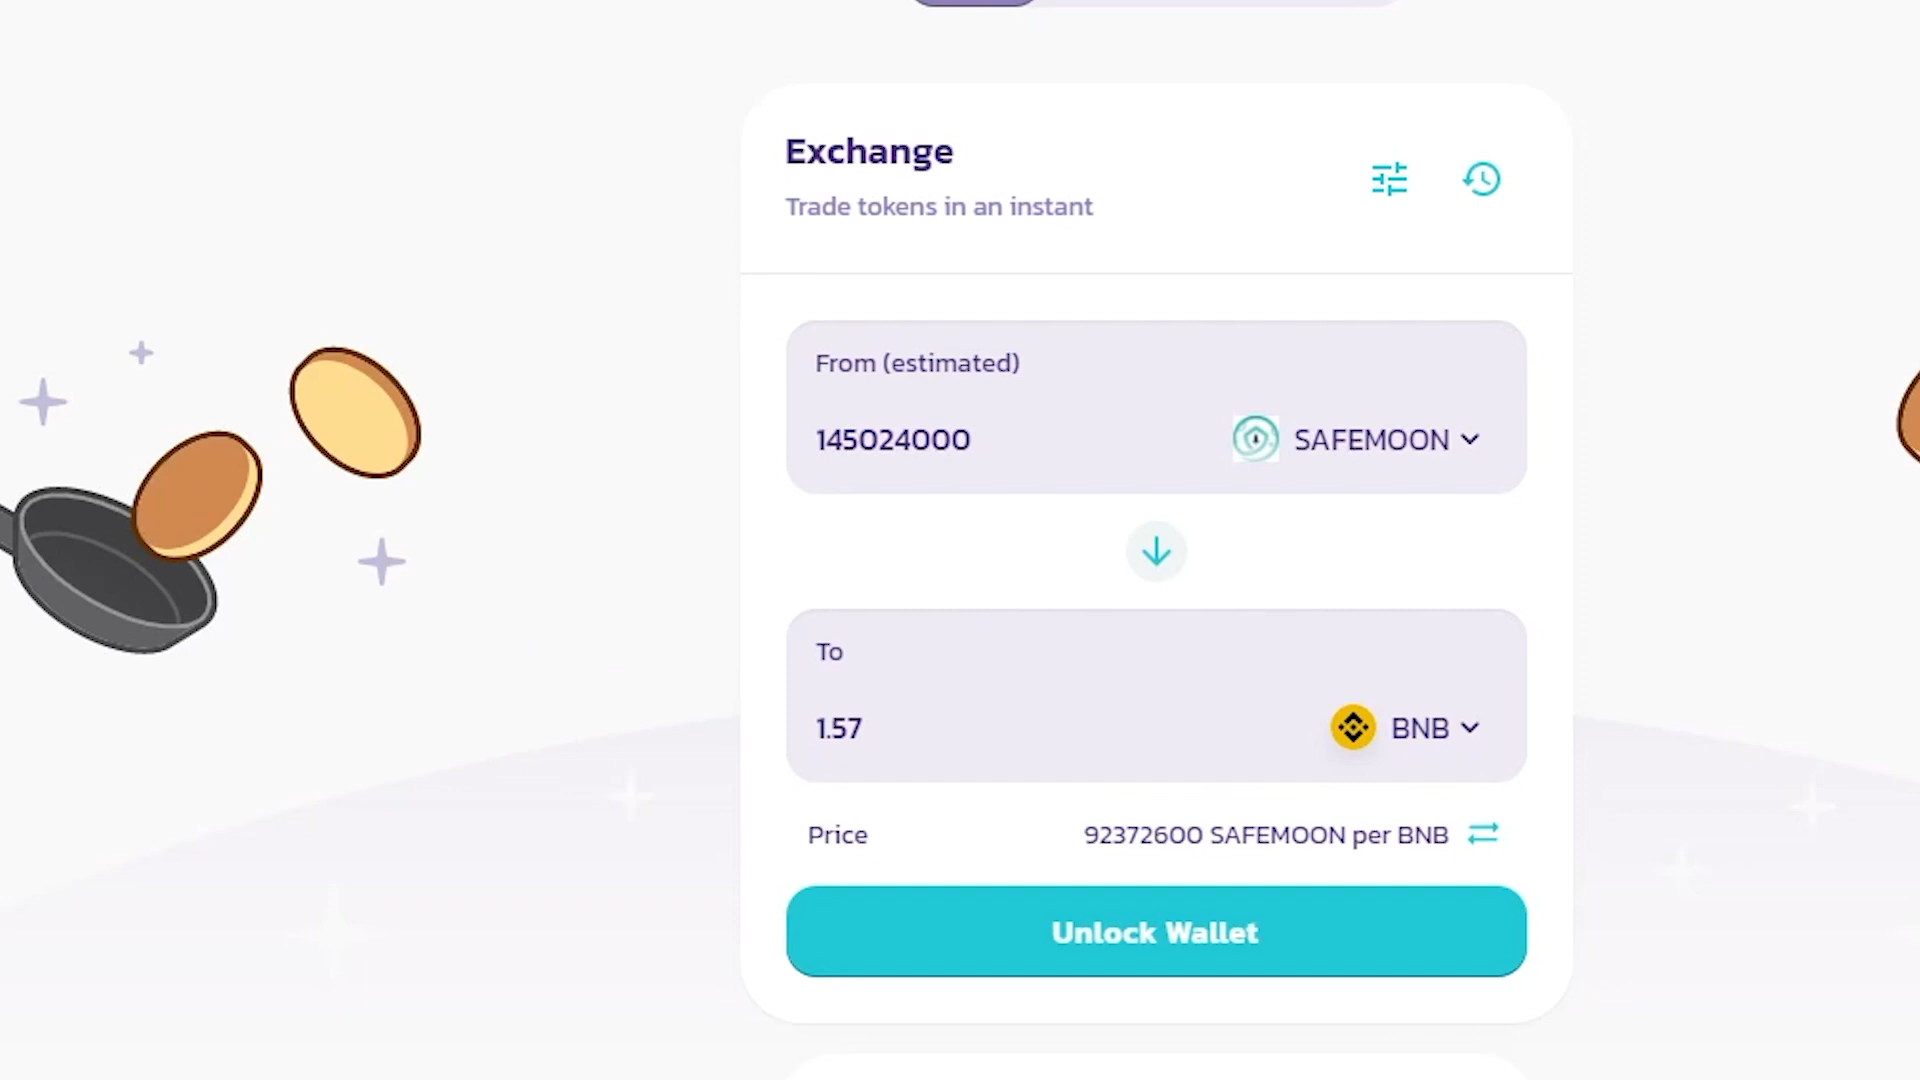 Exchange
Trade tokens in an instant
From (estimated)
145024000 SAFEMOON
To
1.57 BNB
Price 92372600 SAFEMOON per BNB
Unlock Wallet